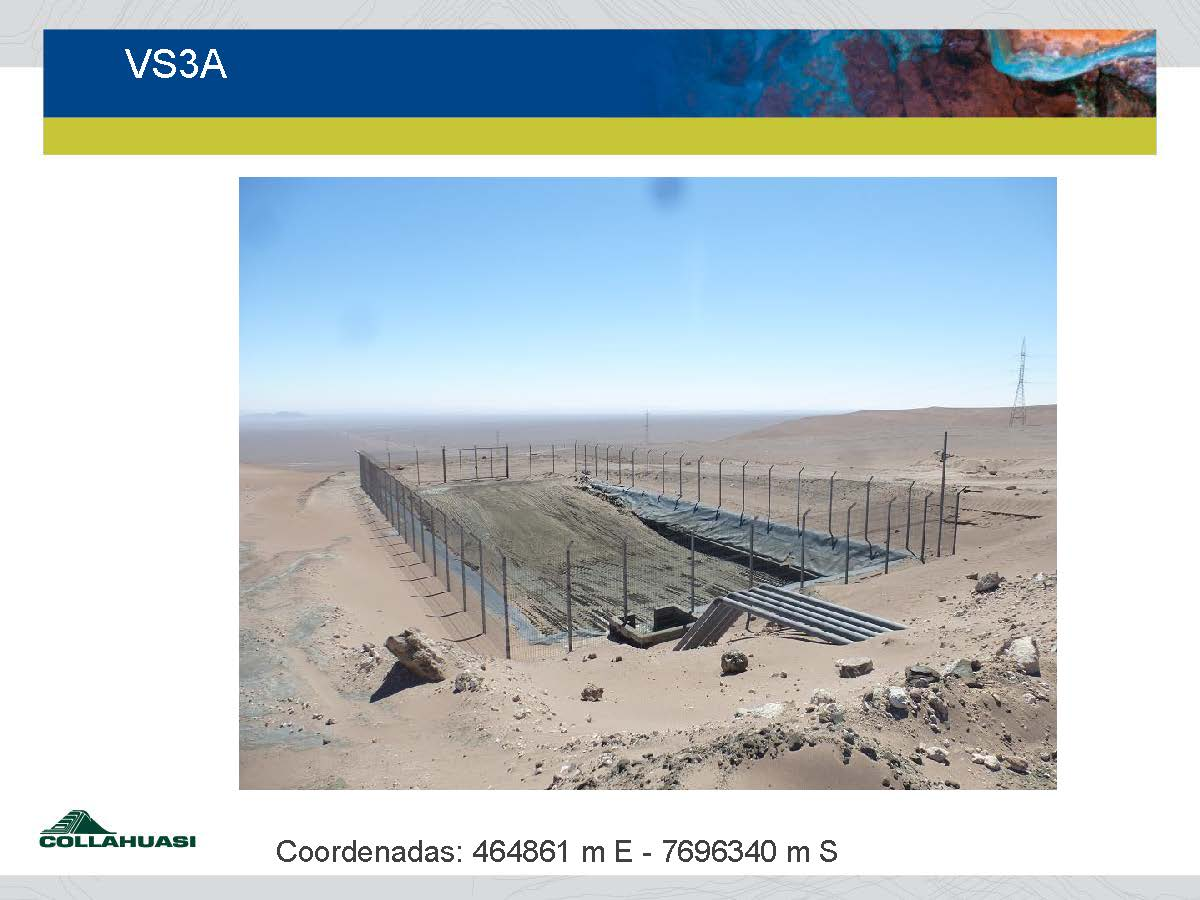 VS3A
COLLAHUASI
Coordenadas: 464861 m E - 7696340 m S